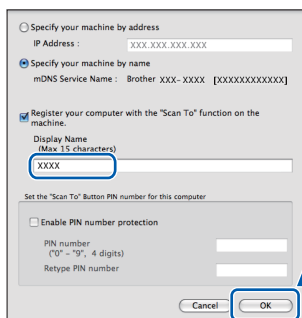 Specify your machine by address
IP Address : XXX.XXX.XXX.XXX
Specify your machine by name
mDNS Service Name : Brother XXX-XXXX [XXXXXXXXXXXX]
Register your computer with the "Scan To" function on the
machine.
Display Name
(Max 15 characters)
XXXX
Set the "Scan To" Button PIN number for this computer
Enable PIN number protection
PIN number
("0" – "9", 4 digits)
Retype PIN number
Cancel OK